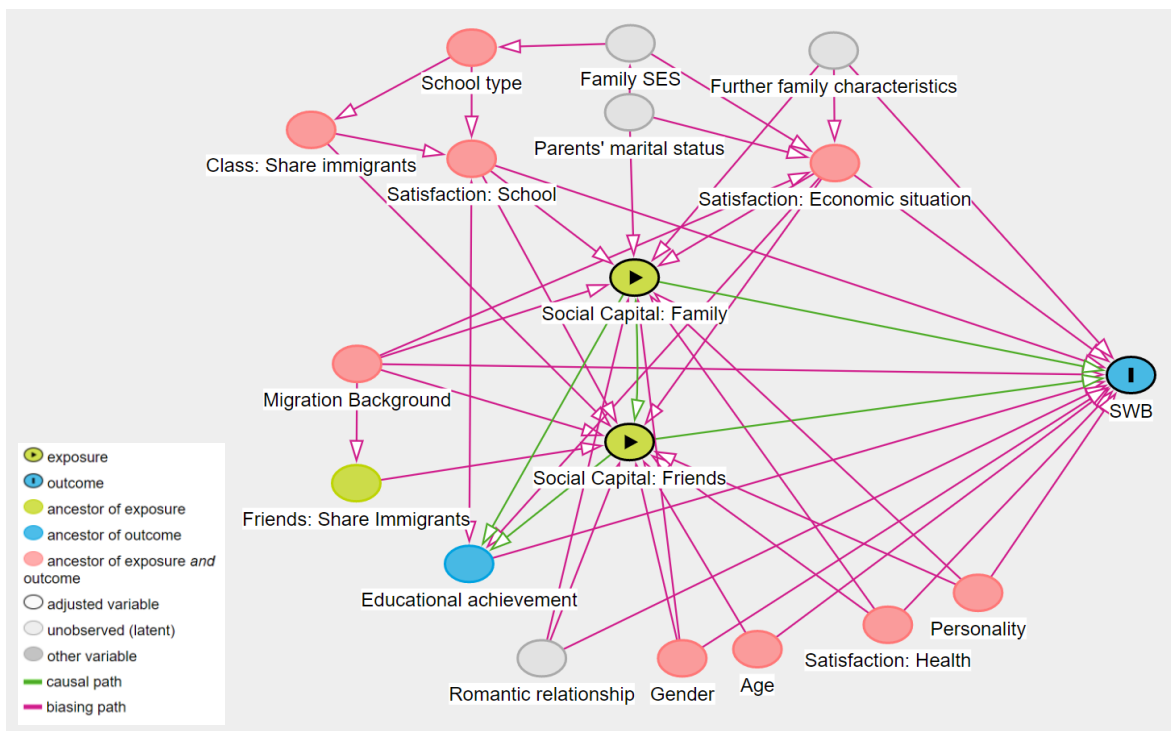 School type
Family SES
Further family characteristics
Parents' marital status
Class: Share immigrants
Satisfaction: School
Satisfaction: Economic situation
Social Capital: Family
Migration Background
SWB
Social Capital: Friends
Friends: Share Immigrants
Educational achievement
Personality
Satisfaction: Health
Age
Gender
Romantic relationship
exposure
outcome
ancestor of exposure
ancestor of outcome
ancestor of exposure and
outcome
adjusted variable
unobserved (latent)
other variable
causal path
biasing path